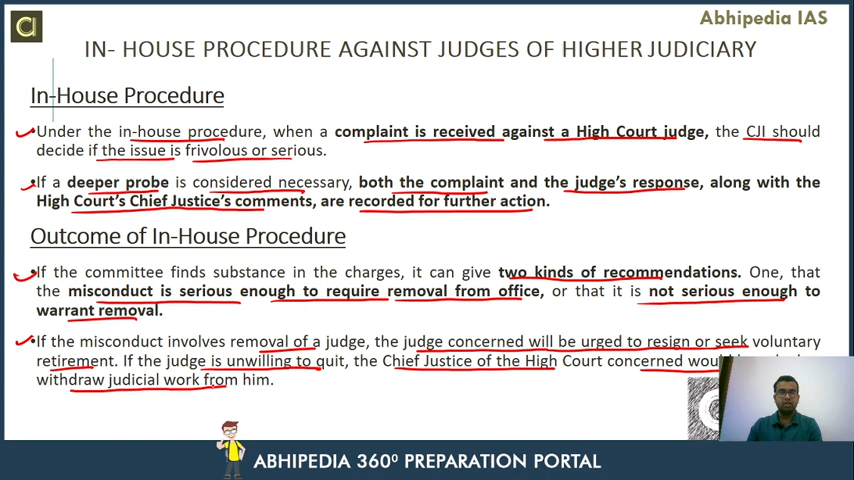 Abhipedia IAS
IN- HOUSE PROCEDURE AGAINST JUDGES OF HIGHER JUDICIARY
In-House Procedure
•Under the in-house procedure, when a complaint is received against a High Court judge, the CJI should
decide if the issue is frivolous or serious.
•If a deeper probe is considered necessary, both the complaint and the judge's response, along with the
High Court's Chief Justice's comments, are recorded for further action.
Outcome of In-House Procedure
•If the committee finds substance in the charges, it can give two kinds of recommendations. One, that
the misconduct is serious enough to require removal from office, or that it is not serious enough to
warrant removal.
•If the misconduct involves removal of a judge, the judge concerned will be urged to resign or seek voluntary
retirement. If the judge is unwilling to quit, the Chief Justice of the High Court concerned would
withdraw judicial work from him.
ABHIPEDIA 360⁰ PREPARATION PORTAL